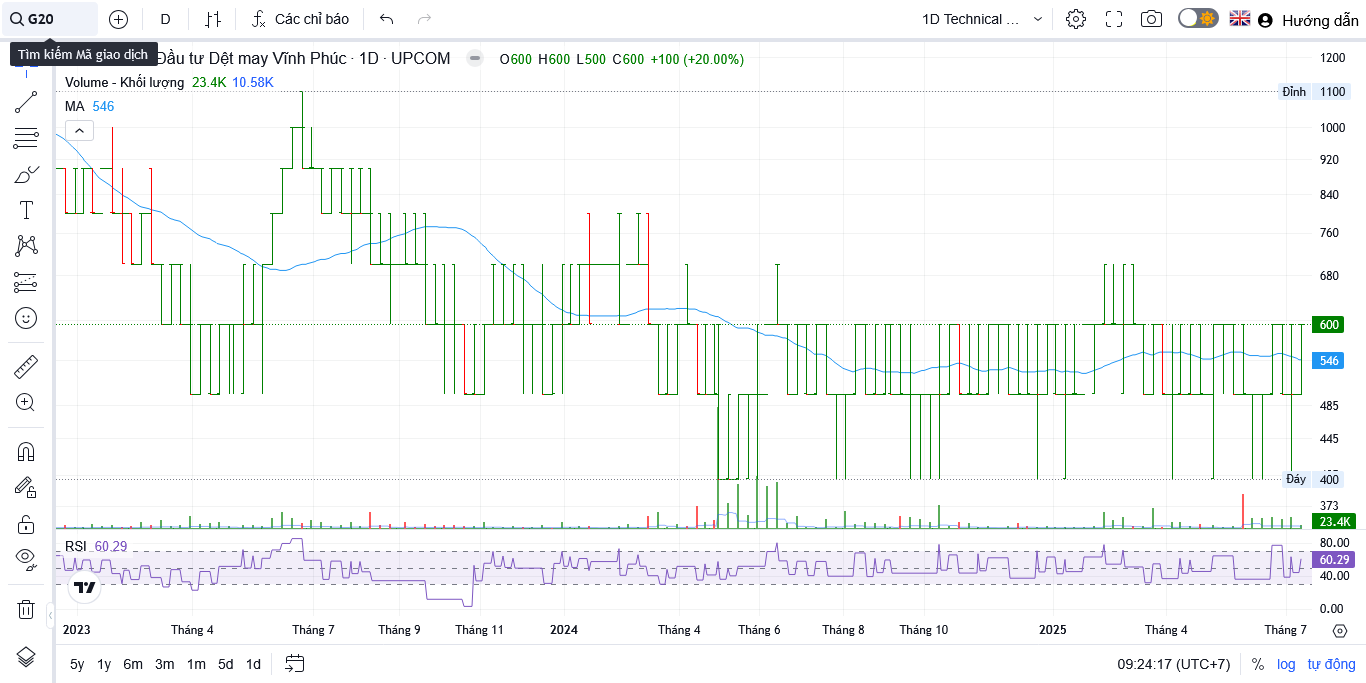 G20 D Các chỉ báo 1D Technical ... Hướng dẫn
Tìm kiếm Mã giao dịch
Đầu tư Dệt may Vĩnh Phúc · 1D · UPCOM O600 H600 L500 C600 +100 (+20.00%)
Volume - Khối lượng 23.4K 10.58K
MA 546
1200
Đỉnh 1100
1000
920
840
760
680
600
546
485
445
Đáy 400
373
23.4K
RSI 60.29
80.00
60.29
40.00
0.00
2023 Tháng 4 Tháng 7 Tháng 9 Tháng 11 2024 Tháng 4 Tháng 6 Tháng 8 Tháng 10 2025 Tháng 4 Tháng 7
5y 1y 6m 3m 1m 5d 1d 09:24:17 (UTC+7) % log tự động